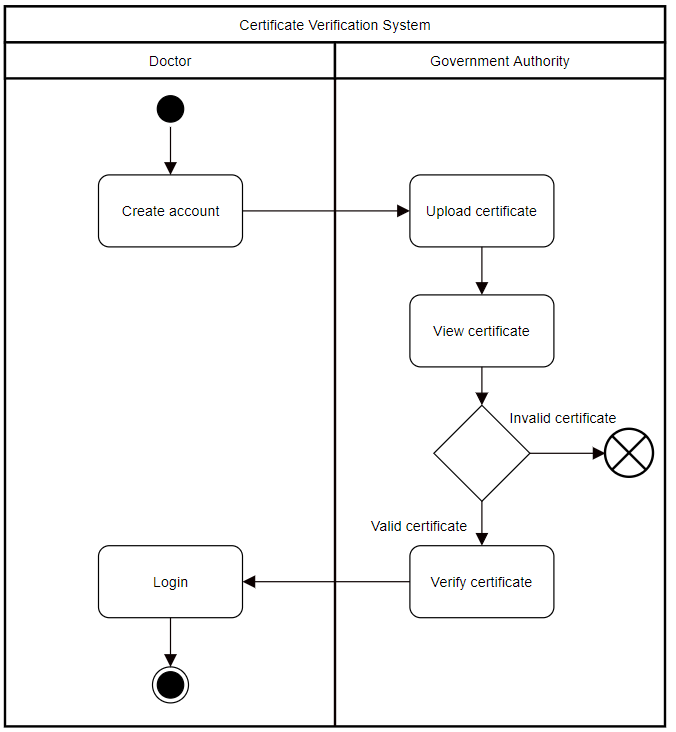 Certificate Verification System
Doctor
Government Authority
Create account
Upload certificate
View certificate
Invalid certificate
Valid certificate
Login
Verify certificate